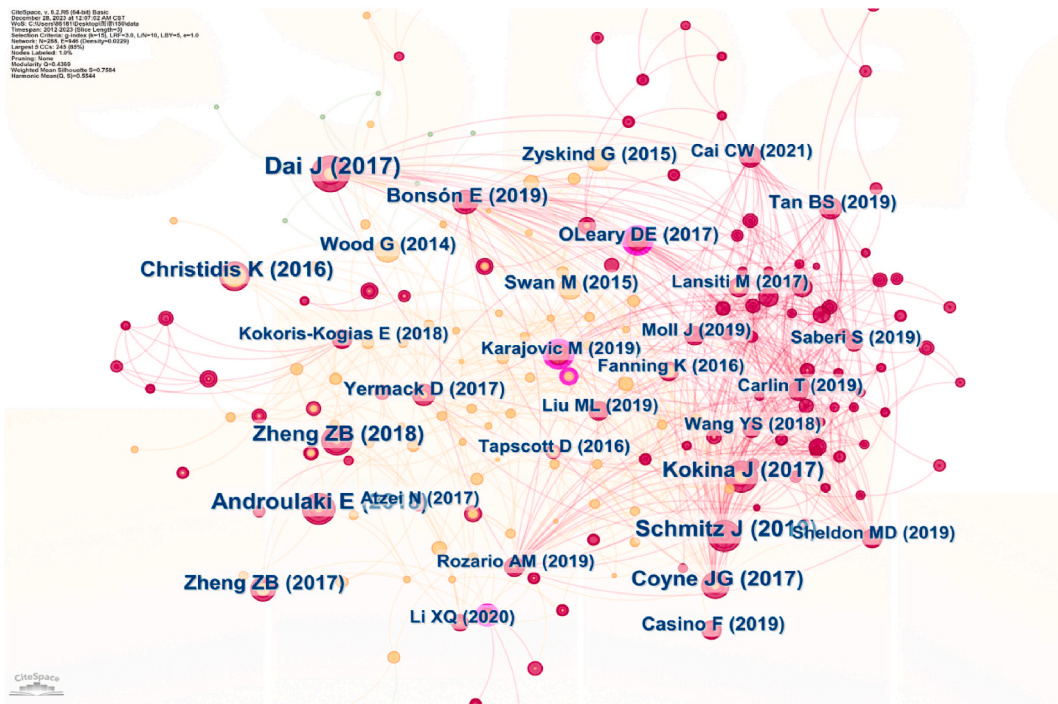 CiteSpace, v. 6.2.R6 (64-bit) Basic
December 28, 2023 at 12:07:02 AM CST
Timespan: 2012-2023 (Slice Length=3)
Selection Criteria: g-index (k=15), LRF=3.0, L/N=10, LBY=5, e=1.0
Largest 5 CCs: 245 (85%)
Nodes Labeled: 1.0%
Pruning: None
Weighted Mean Silhouette S=0.7584
Harmonic Mean(Q, S)=0.5544
Dai J (2017)
Zyskind G (2015)
Cai CW (2021)
Bonsón E (2019)
Tan BS (2019)
Wood G (2014)
OLeary DE (2017)
Christidis K (2016)
Swan M (2015)
Lansiti M (2017)
Kokoris-Kogias E (2018)
Moll J (2019)
Saberi S (2019)
Karajovic M (2019)
Fanning K (2016)
Yermack D (2017)
Carlin T (2019)
Liu ML (2019)
Zheng ZB (2018)
Wang YS (2018)
Tapscott D (2016)
Kokina J (2017)
Androulaki E (2018)
Atzei N (2017)
Schmitz J (2019)
Sheldon MD (2019)
Rozario AM (2019)
Zheng ZB (2017)
Coyne JG (2017)
Li XQ (2020)
Casino F (2019)
CiteSpace